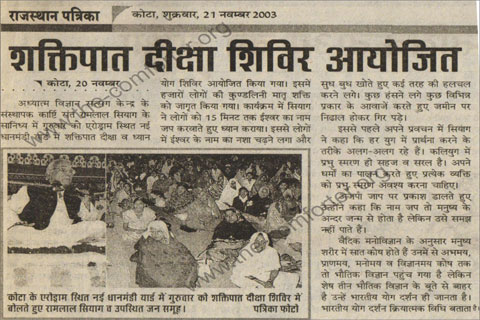 राजस्थान पत्रिका
कोटा, शुक्रवार, 21 नवम्बर 2003
शक्तिपात दीक्षा शिविर आयोजित
कोटा, 20 नवम्बर
अध्यात्म विज्ञान सत्संग केन्द्र के
संस्थापक कार्ष्टि सुर्त रामलाल सियाग के
सानिध्य में गुरुवार को एरोड्राम स्थित नई
धानमंडी यार्ड में शक्तिपात दीक्षा व ध्यान
योग शिविर आयोजित किया गया। इसमें
हजारों लोगों की कुण्डलिनी मातृ शक्ति
को जागृत किया गया। कार्यक्रम में सियाग
ने लोगों को 15 मिनट तक ईश्वर का नाम
जप करवाते हुए ध्यान कराया। इससे लोगों
में ईश्वर के नाम का नशा चढ़ने लगा और
सुध बुध खोते हुए कई तरह की हलचल
करने लगे। कुछ हंसने लगे कुछ विभिन्न
प्रकार के आवाजें करते हुए जमीन पर
निढाल होकर गिर पड़े।
इससे पहले अपने प्रवचन में सियाग
ने कहा कि हर युग में प्रार्थना करने के
तरीके अलग-अलग रहे हैं। कलियुग में
प्रभु स्मरण ही सहज व सरल है। अपने
धर्मों का पालन करते हुए प्रत्येक व्यक्ति
को प्रभु स्मरण अवश्य करना चाहिए।
जप पर प्रकाश डालते हुए
उन्होंने कहा कि नाम जप तो मनुष्य के
अन्दर जन्म से होता है लेकिन उसे समझ
नहीं पाते हैं।
वैदिक मनोविज्ञान के अनुसार मनुष्य
शरीर में सात कोष होते हैं उनमें से अन्नमय,
प्राणमय, मनोमय व विज्ञानमय कोष तक
तो भौतिक विज्ञान पहुंच गया है लेकिन
शेष तीन भौतिक विज्ञान के बूते से बाहर
है उन्हें भारतीय योग दर्शन ही जानता है।
भारतीय योग दर्शन क्रियात्मक विधि बताता है।
कोटा के एरोड्राम स्थित नई धानमंडी यार्ड में गुरुवार को शक्तिपात दीक्षा शिविर में
बोलते हुए रामलाल सियाग व उपस्थित जन समूह। पत्रिका फोटो